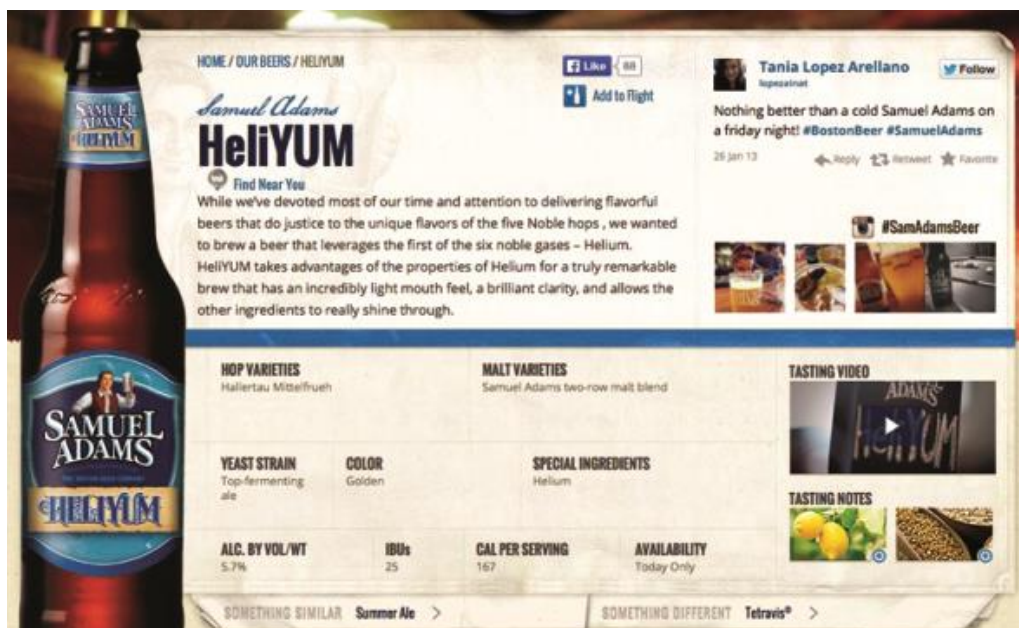 HOME / OUR BEERS / HELIYUM
Like 88
Add to Flight
Samuel Adams
HeliYUM
Find Near You
While we've devoted most of our time and attention to delivering flavorful
beers that do justice to the unique flavors of the five Noble hops , we wanted
to brew a beer that leverages the first of the six noble gases – Helium.
HeliYUM takes advantages of the properties of Helium for a truly remarkable
brew that has an incredibly light mouth feel, a brilliant clarity, and allows the
other ingredients to really shine through.
Tania Lopez Arellano
Follow
lopezalnat
Nothing better than a cold Samuel Adams on
a friday night! #BostonBeer #SamuelAdams
26 Jan 13
Reply Retweet Favorite
#SamAdamsBeer
SAMUEL
ADAMS
HELIYUM
SAMUEL
ADAMS
HELIYUM
HOP VARIETIES
Hallertau Mittelfrueh
MALT VARIETIES
Samuel Adams two-row malt blend
YEAST STRAIN
Top-fermenting
ale
COLOR
Golden
SPECIAL INGREDIENTS
Helium
ALC. BY VOL/WT
5.7%
IBUs
25
CAL PER SERVING
167
AVAILABILITY
Today Only
TASTING VIDEO
ADAMS
HeliYUM
TASTING NOTES
SOMETHING SIMILAR Summer Ale >
SOMETHING DIFFERENT Tetravis® >